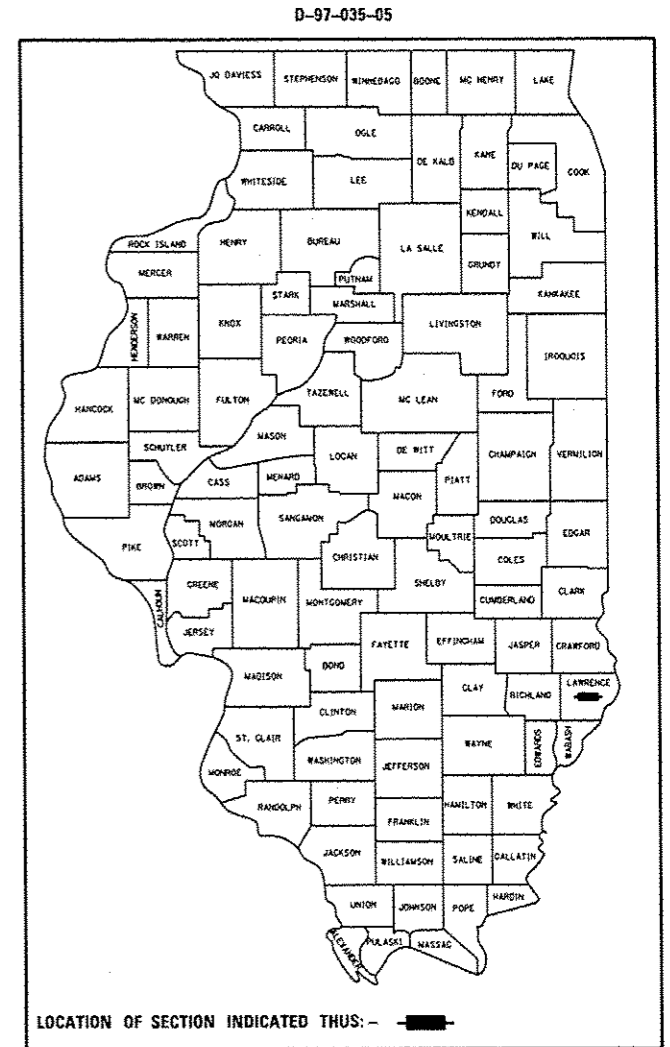 D-97-035-05
JO DAVIESS STEPHENSON WINNEBAGO BOONE MC HENRY LAKE
CARROLL OGLE
DE KALB KANE DU PAGE COOK
WHITESIDE LEE
KENDALL
ROCK ISLAND HENRY BUREAU LA SALLE WILL
GRUNDY
MERCER PUTNAM
STARK MARSHALL KANKAKEE
HENDERSON WARREN KNOX PEORIA WOODFORD LIVINGSTON
IROQUOIS
HANCOCK MC DONOUGH FULTON TAZEWELL MC LEAN FORD
MASON
SCHUYLER LOGAN DE WITT CHAMPAIGN VERMILION
ADAMS BROWN CASS MENARD PIATT
MACON
MORGAN SANGAMON DOUGLAS
PIKE SCOTT MOULTRIE EDGAR
CHRISTIAN COLES
CALHOUN GREENE MACOUPIN MONTGOMERY SHELBY CUMBERLAND CLARK
JERSEY
FAYETTE EFFINGHAM JASPER CRAWFORD
MADISON BOND
CLAY RICHLAND LAWRENCE
CLINTON MARION
ST. CLAIR WAYNE EDWARDS WABASH
WASHINGTON JEFFERSON
MONROE
RANDOLPH PERRY HAMILTON WHITE
FRANKLIN
JACKSON WILLIAMSON SALINE GALLATIN
UNION JOHNSON POPE HARDIN
ALEXANDER PULASKI MASSAC
LOCATION OF SECTION INDICATED THUS: -